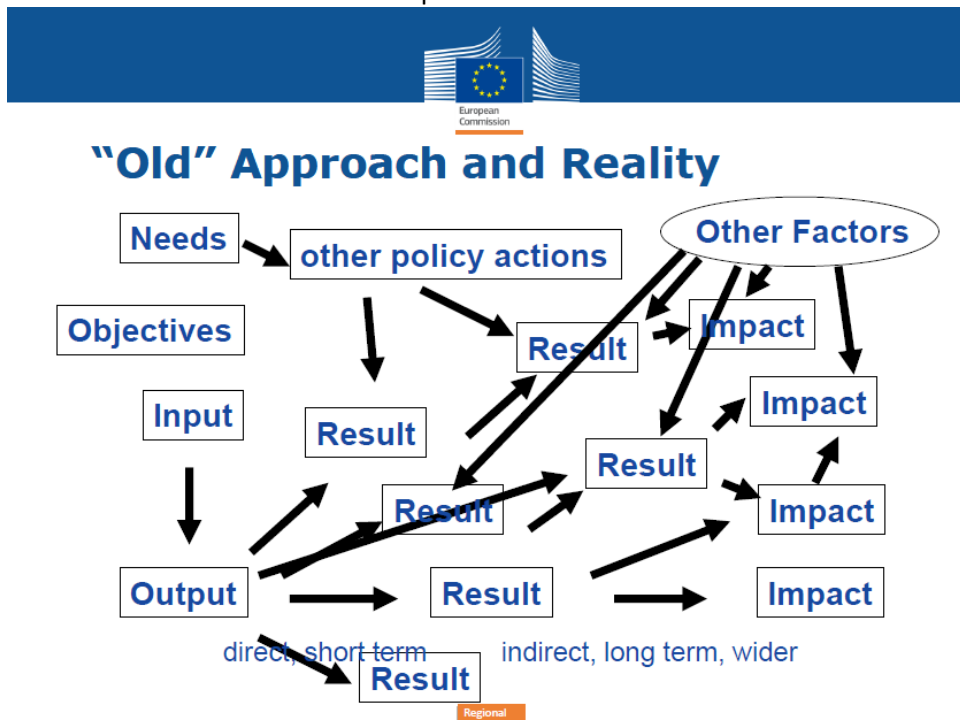 European
Commission
“Old” Approach and Reality
Needs
other policy actions
Other Factors
Objectives
Result
Impact
Input
Result
Impact
Result
Result
Impact
Output
Result
Impact
direct, short term
indirect, long term, wider
Result
Regional